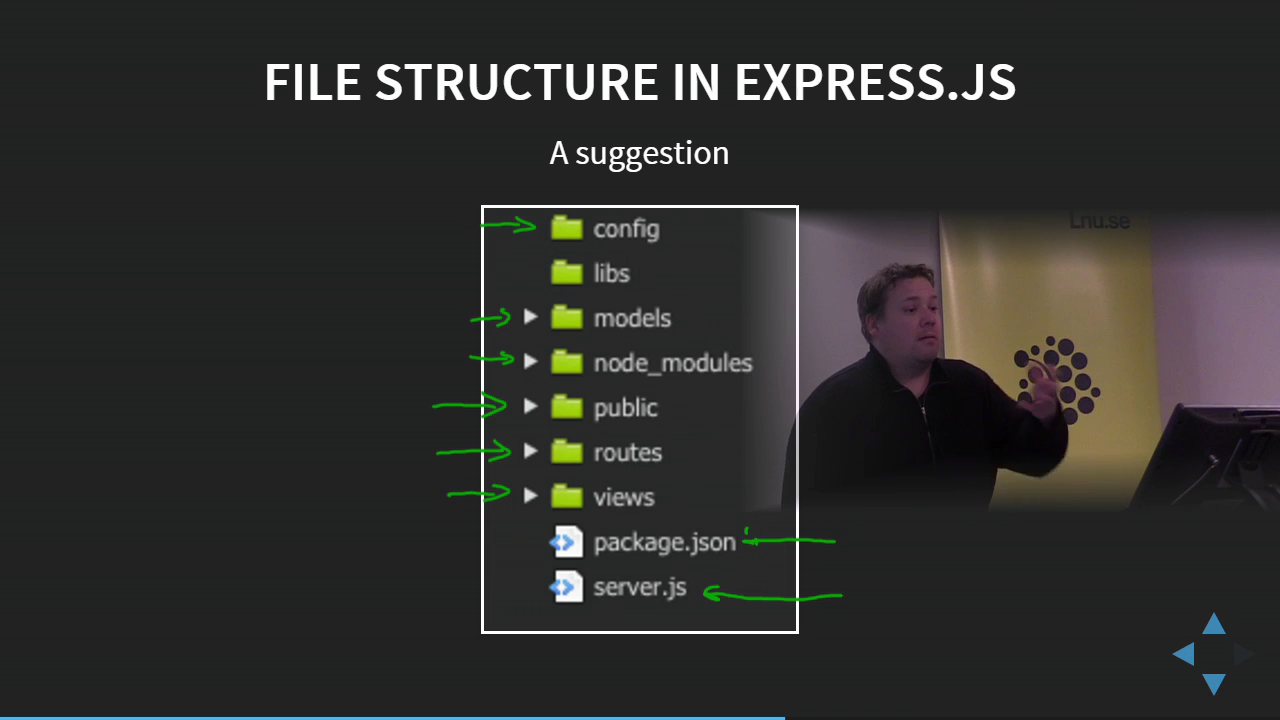 FILE STRUCTURE IN EXPRESS.JS
A suggestion
config
libs
models
node_modules
public
routes
views
package.json
server.js
Lnu.se